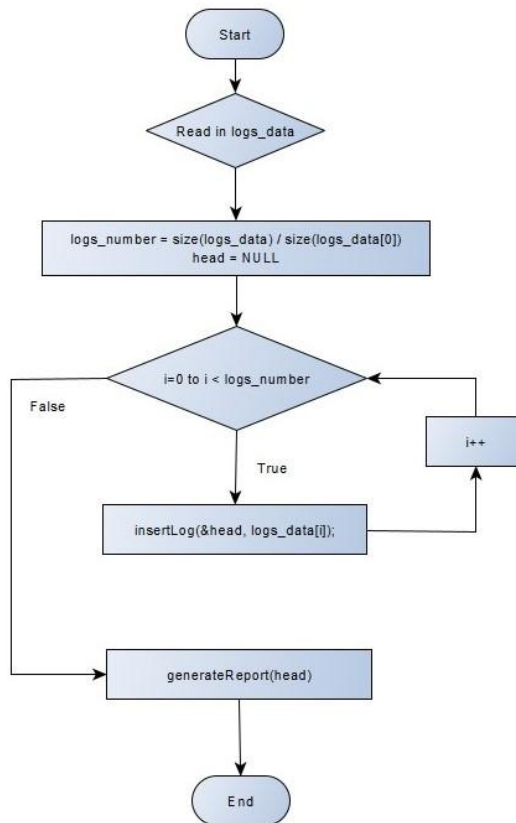 Start
Read in logs_data
logs_number = size(logs_data) / size(logs_data[0])
head = NULL
i=0 to i < logs_number
False
i++
True
insertLog(&head, logs_data[i]);
generateReport(head)
End